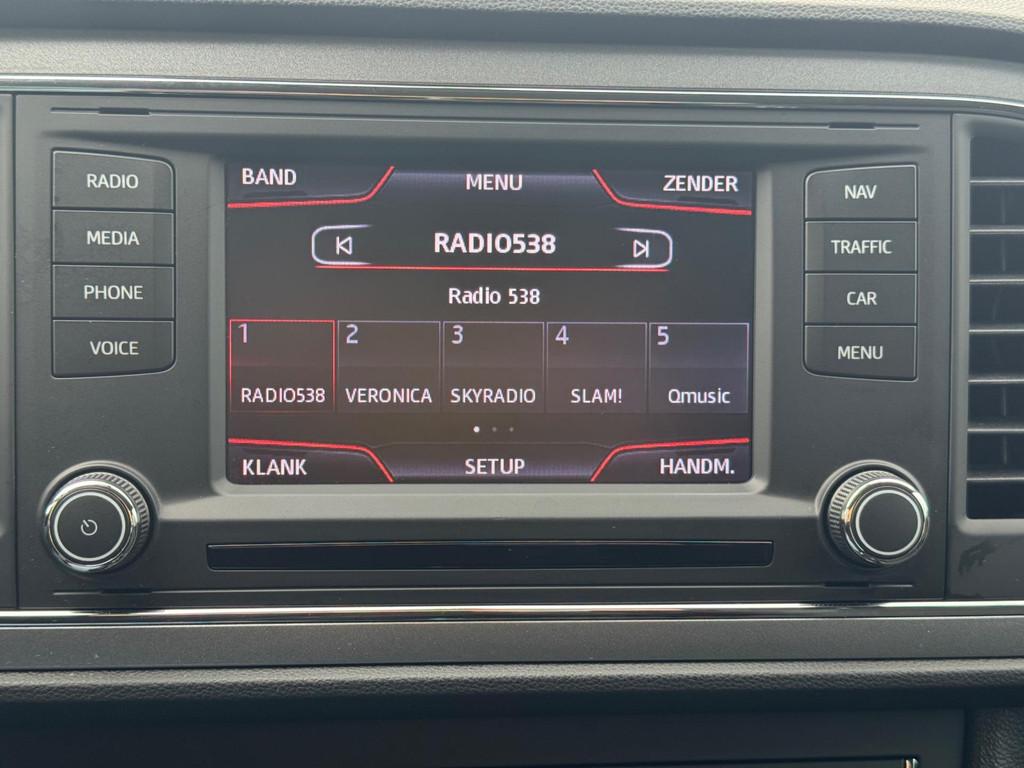 RADIO
MEDIA
PHONE
VOICE
BAND
MENU
ZENDER
RADIO538
Radio 538
1
2
3
4
5
RADIO538
VERONICA
SKYRADIO
SLAM!
Qmusic
KLANK
SETUP
HANDM.
NAV
TRAFFIC
CAR
MENU